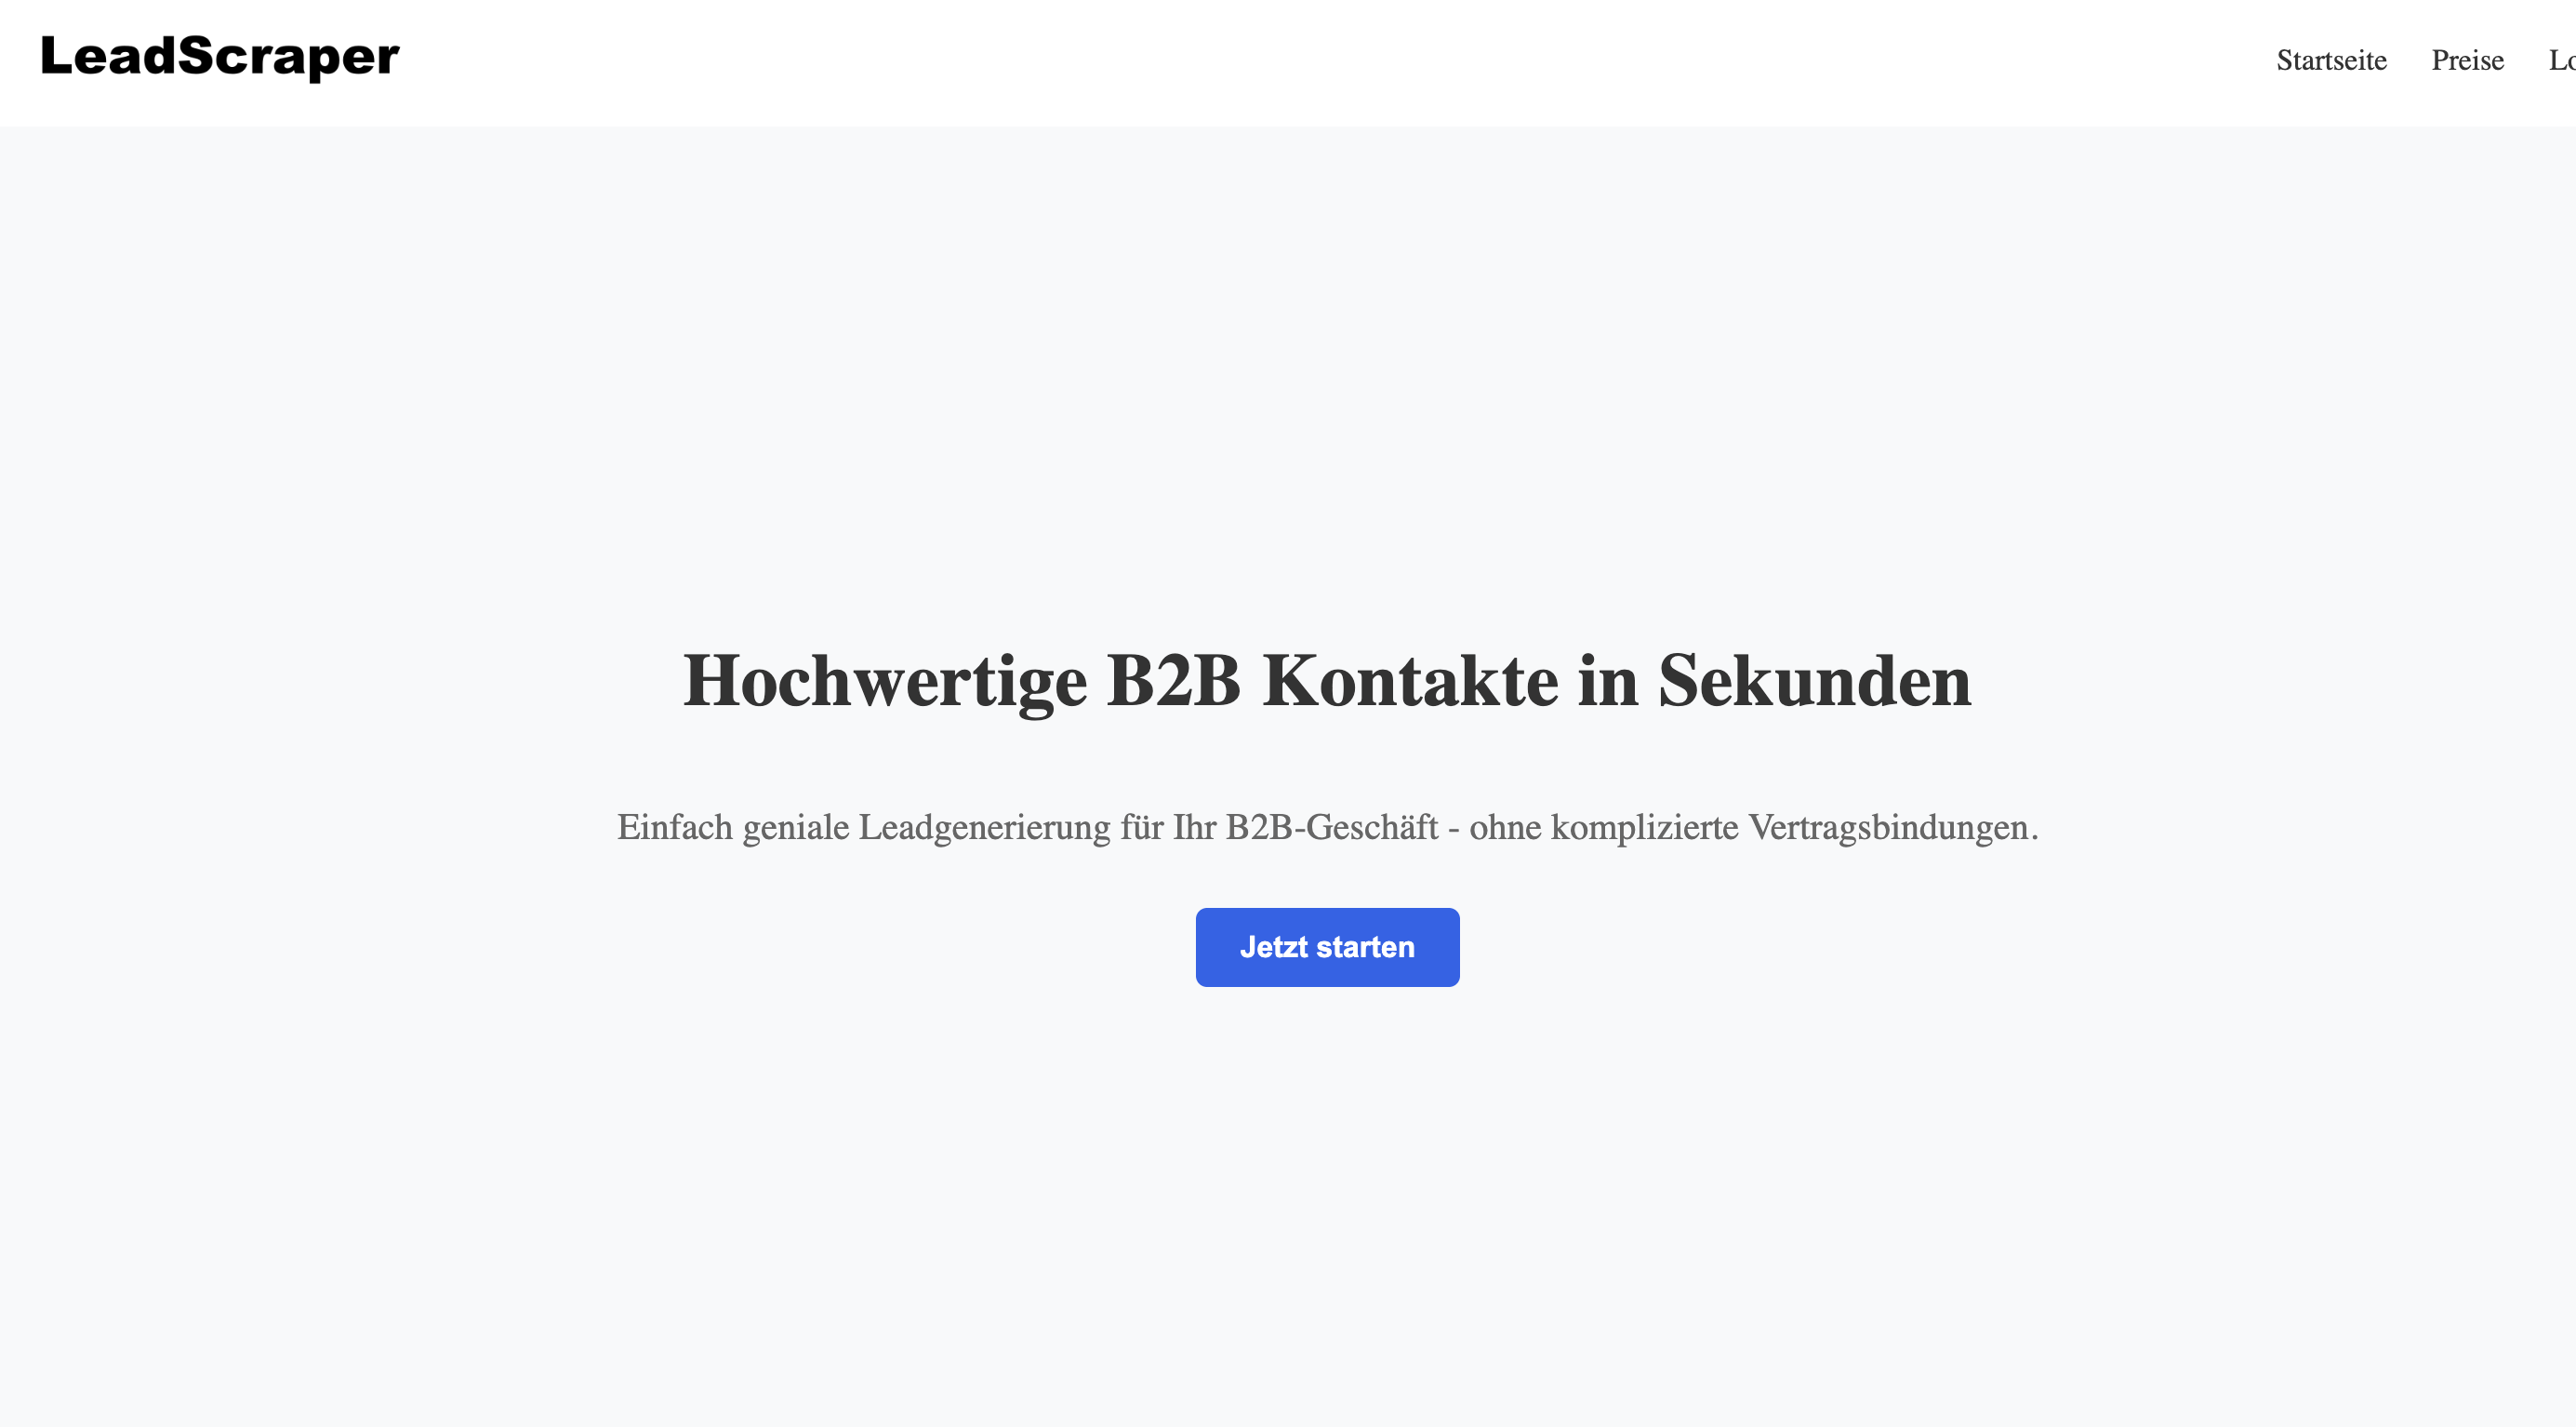 LeadScraper
Startseite Preise Lo
Hochwertige B2B Kontakte in Sekunden
Einfach geniale Leadgenerierung für Ihr B2B-Geschäft - ohne komplizierte Vertragsbindungen.
Jetzt starten